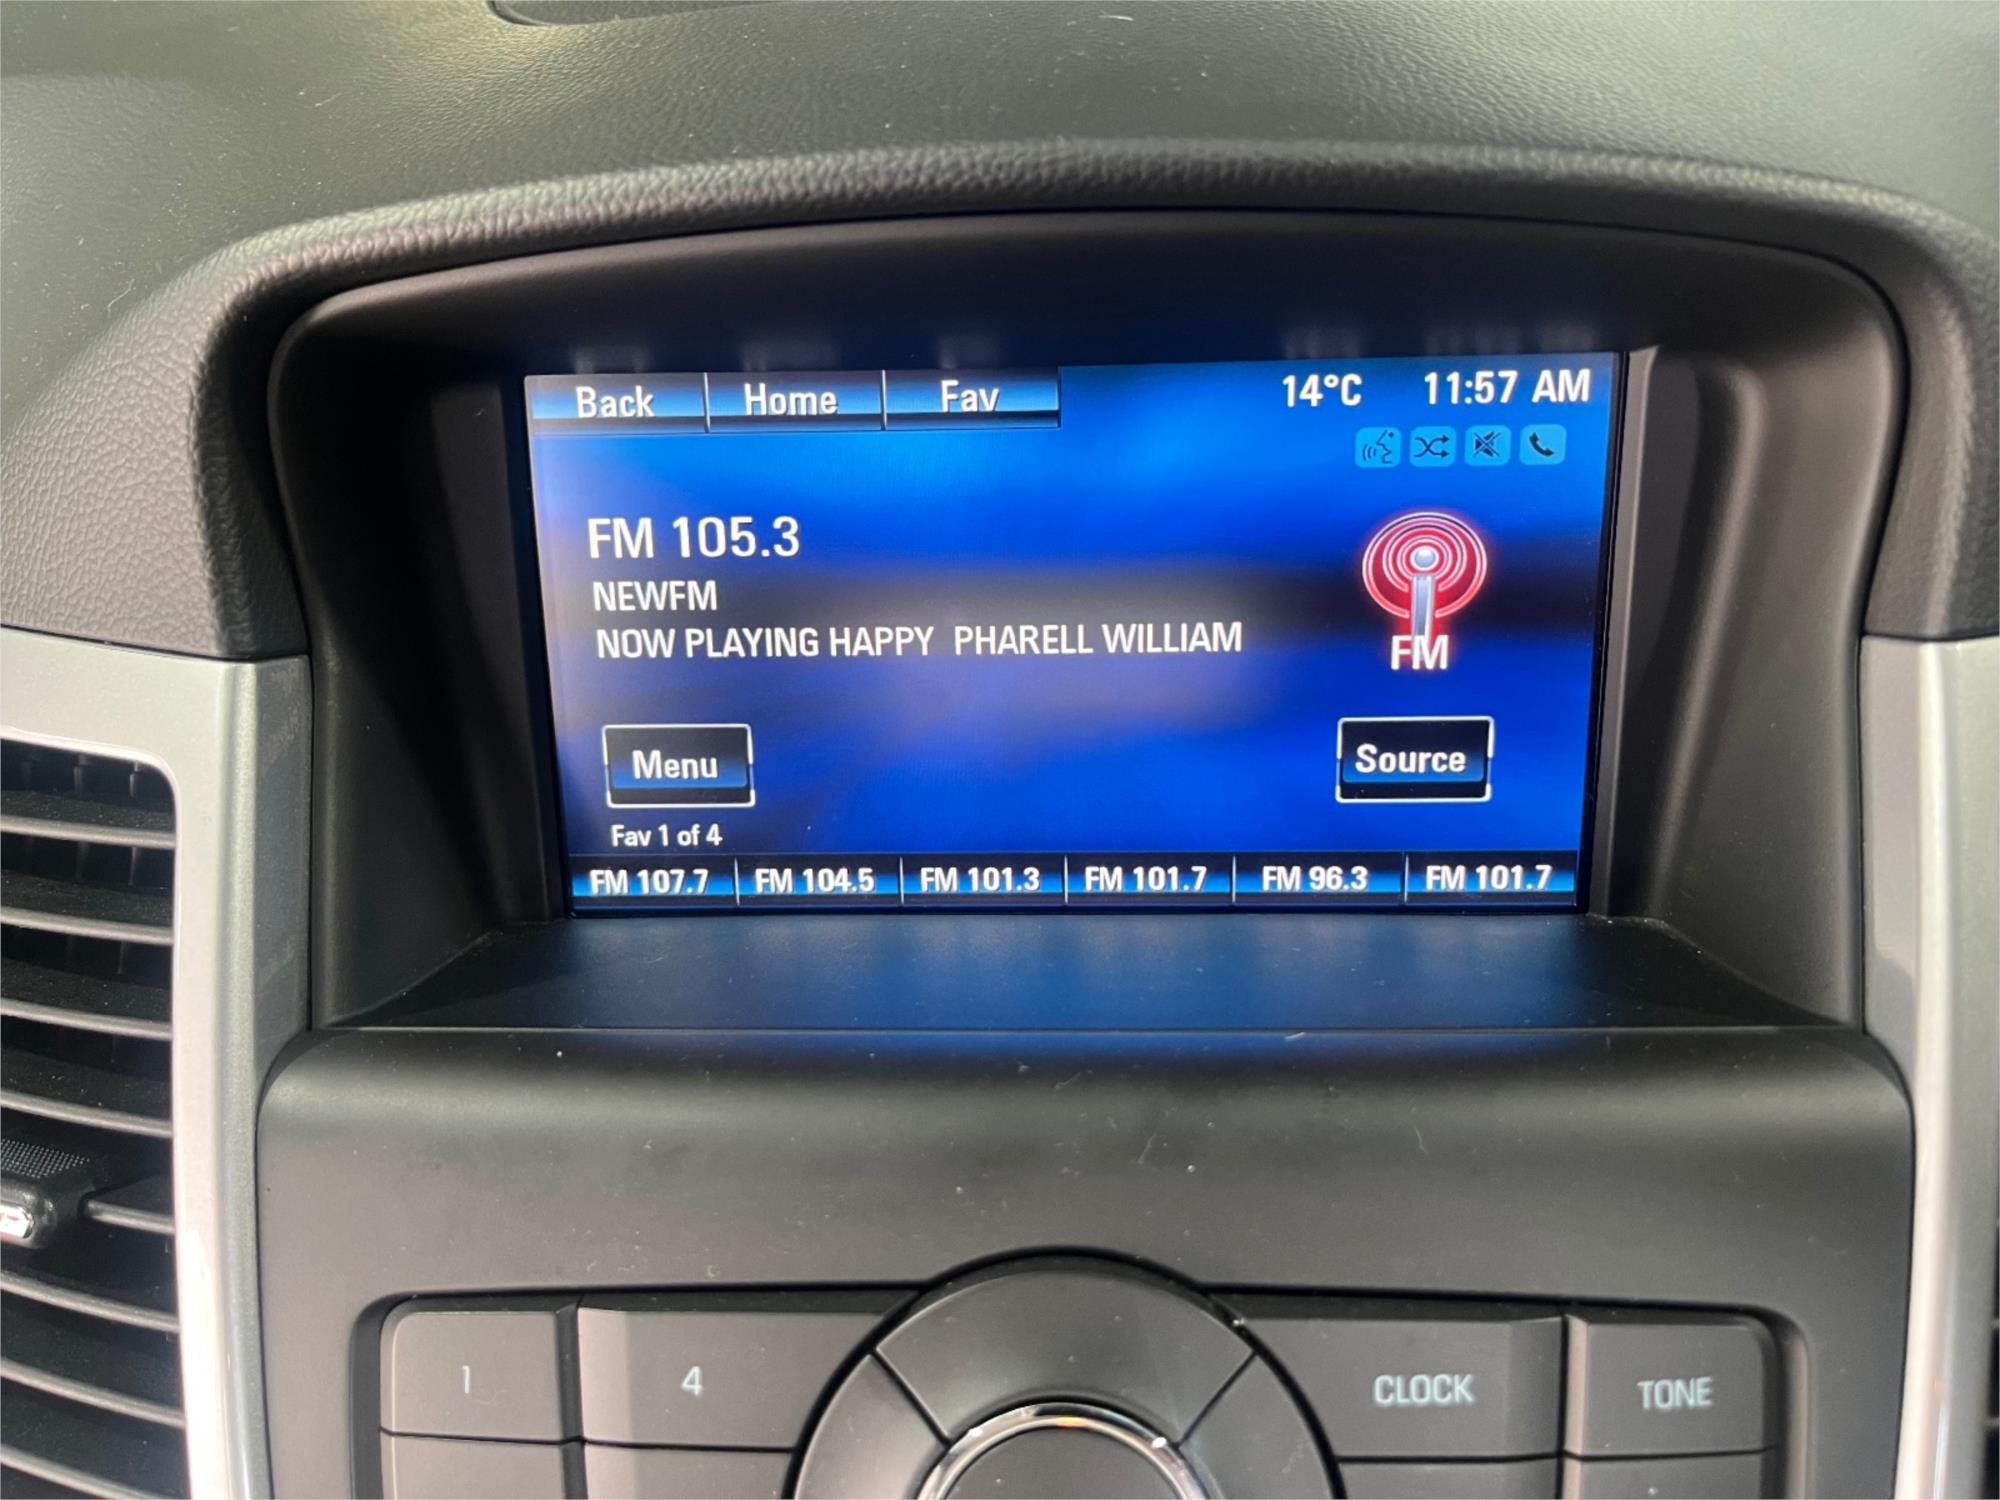 Back Home Fav 14°C 11:57 AM
FM 105.3
NEWFM
NOW PLAYING HAPPY  PHARELL WILLIAM
FM
Menu Source
Fav 1 of 4
FM 107.7 FM 104.5 FM 101.3 FM 101.7 FM 96.3 FM 101.7
1 4 CLOCK TONE